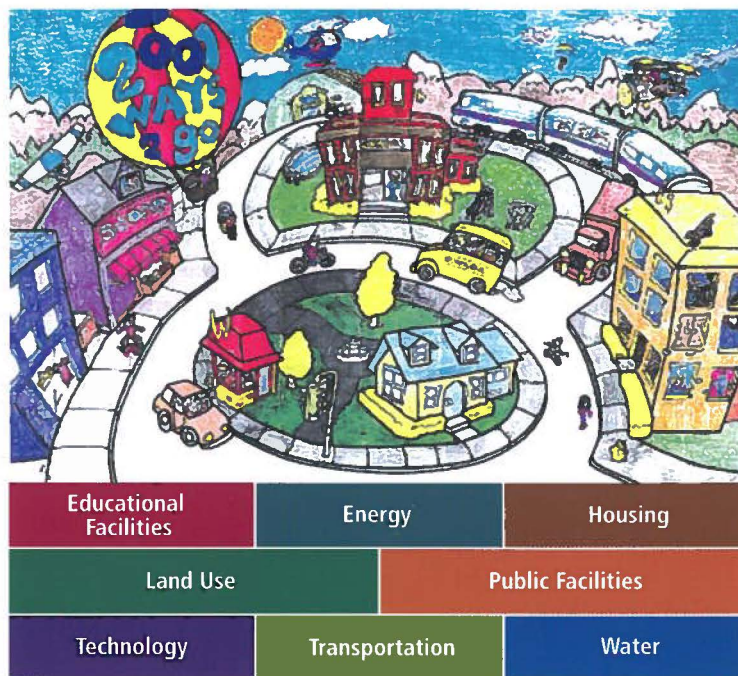 2001
WAYS
2 go
W
Educational
Facilities
Energy
Housing
Land Use
Public Facilities
Technology
Transportation
Water